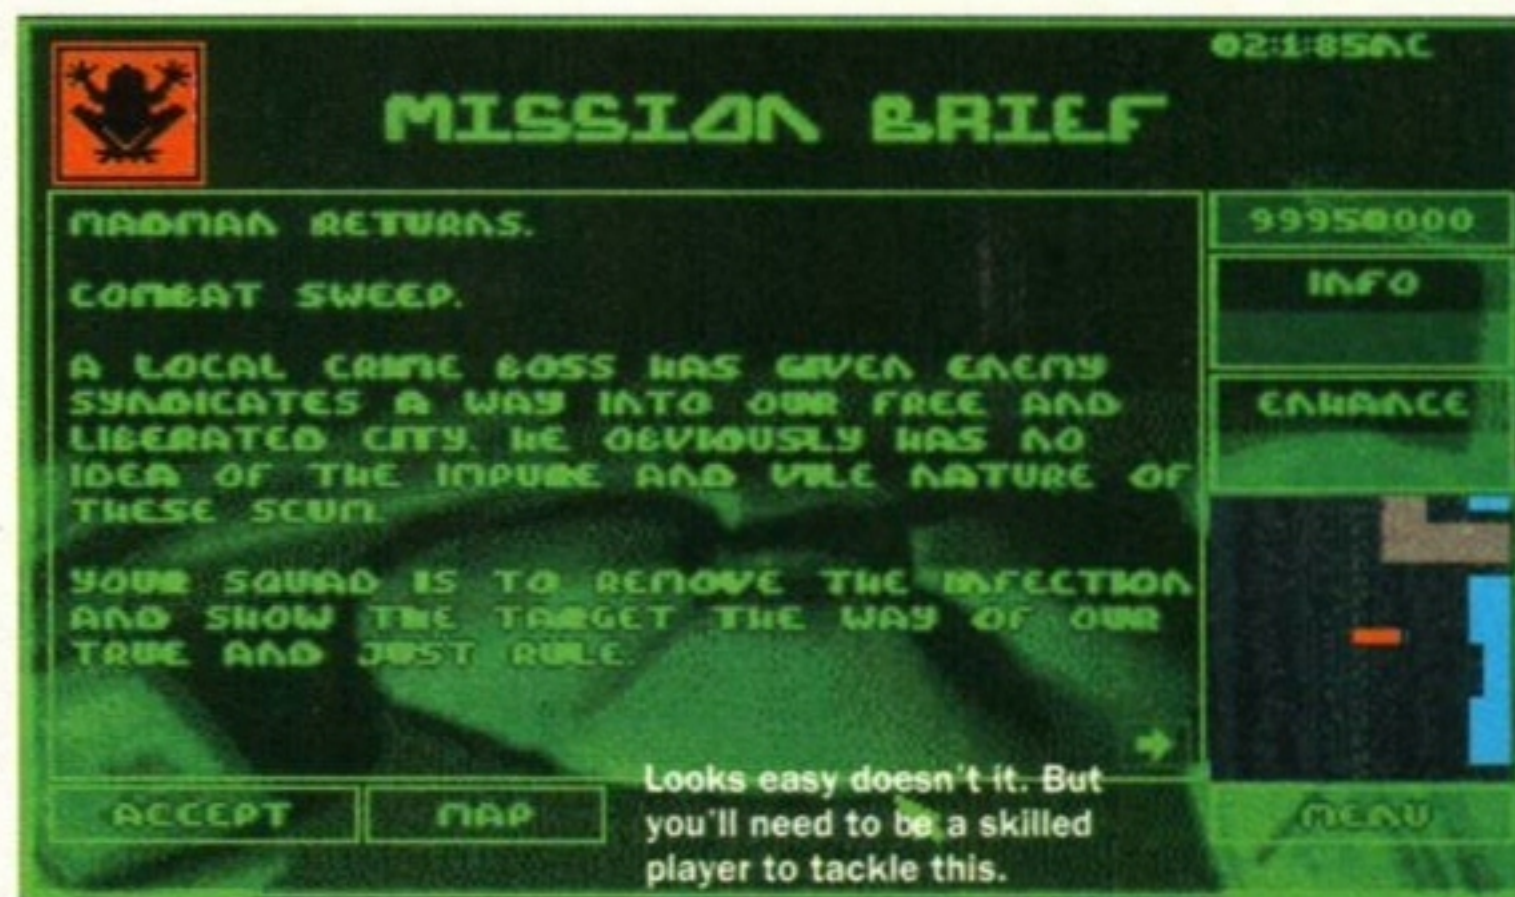 02:1:85NC
MISSION BRIEF
MADMAN RETURNS.
COMBAT SWEEP.
A LOCAL CRIME BOSS HAS GIVEN ENEMY
SYNDICATES A WAY INTO OUR FREE AND
LIBERATED CITY. HE OBVIOUSLY HAS NO
IDEA OF THE IMPURE AND VILE NATURE OF
THESE SCUM.
YOUR SQUAD IS TO REMOVE THE INFECTION
AND SHOW THE TARGET THE WAY OF OUR
TRUE AND JUST RULE.
99950000
INFO
ENHANCE
ACCEPT
MAP
MENU
Looks easy doesn't it. But
you'll need to be a skilled
player to tackle this.